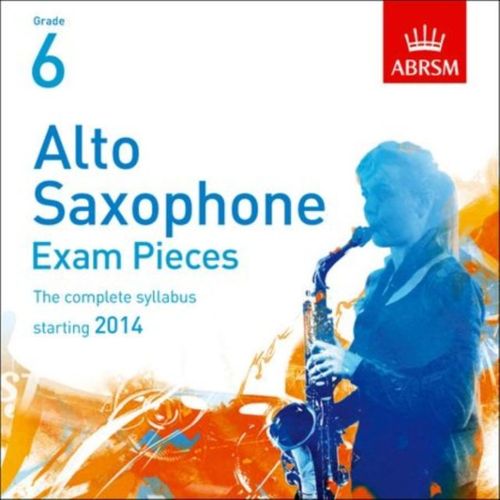 Grade
6
ABRSM
Alto
Saxophone
Exam Pieces
The complete syllabus
starting 2014